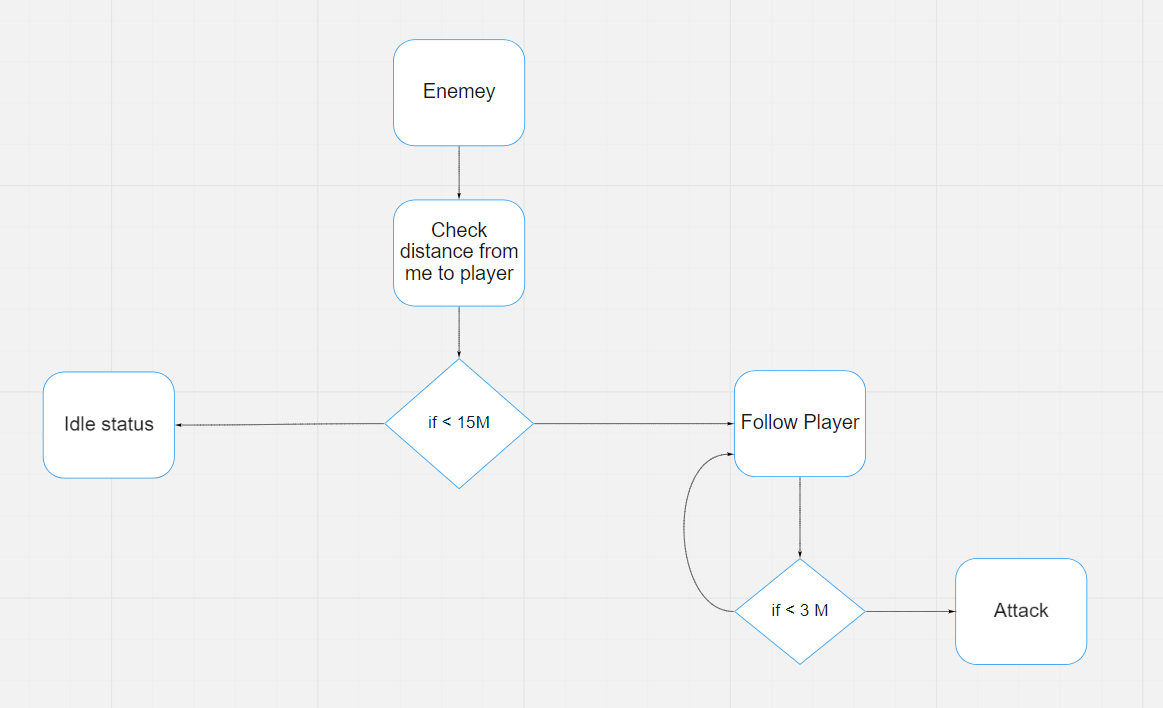 Enemey
Check
distance from
me to player
Idle status
if < 15M
Follow Player
if < 3 M
Attack